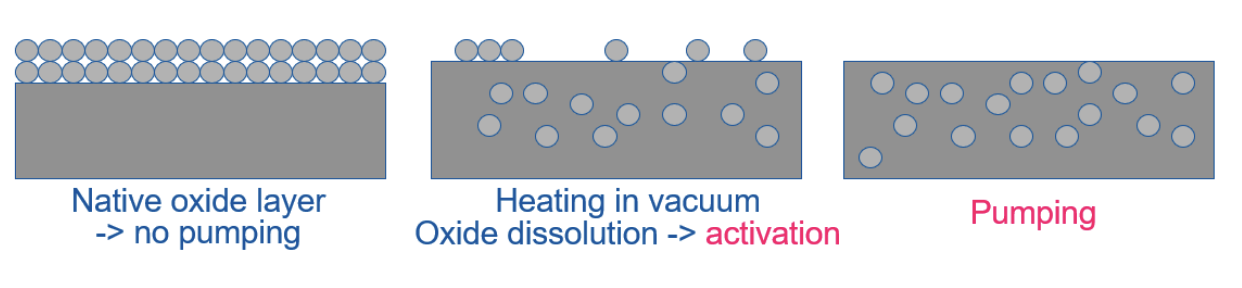 Native oxide layer
-> no pumping
Heating in vacuum
Oxide dissolution -> activation
Pumping